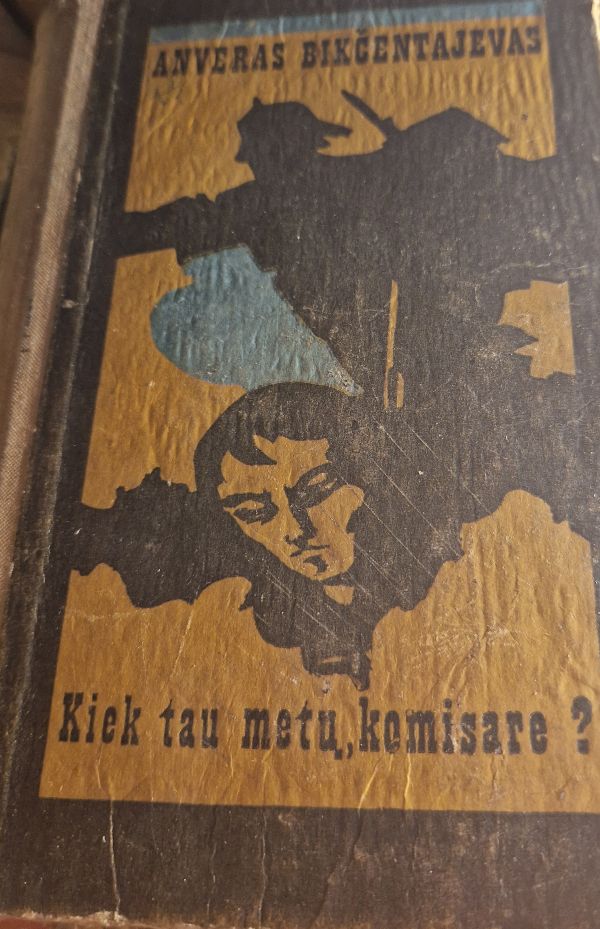 ANVERAS BIKČENTAJEVAS
Kiek tau metų, komisare ?